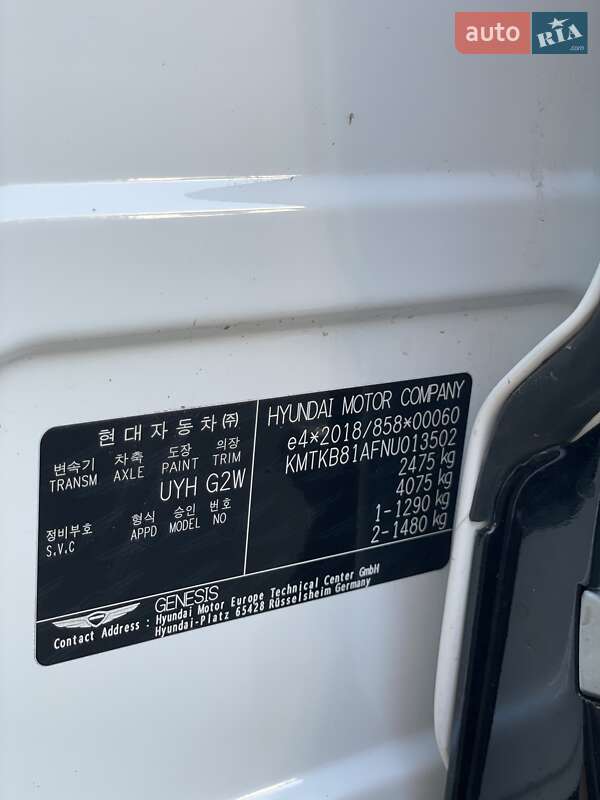 auto RIA.com
현대자동차㈜
변속기 차축 도장 의장
TRANSM AXLE PAINT TRIM
UYH G2W
정비부호 형식 승인 번호
S.V.C APPD MODEL NO
HYUNDAI MOTOR COMPANY
e4*2018/858*00060
KMTKB81AFNU013502
2475 kg
4075 kg
1-1290 kg
2-1480 kg
GENESIS
Contact Address : Hyundai Motor Europe Technical Center GmbH
Hyundai-Platz 65428 Rüsselsheim Germany